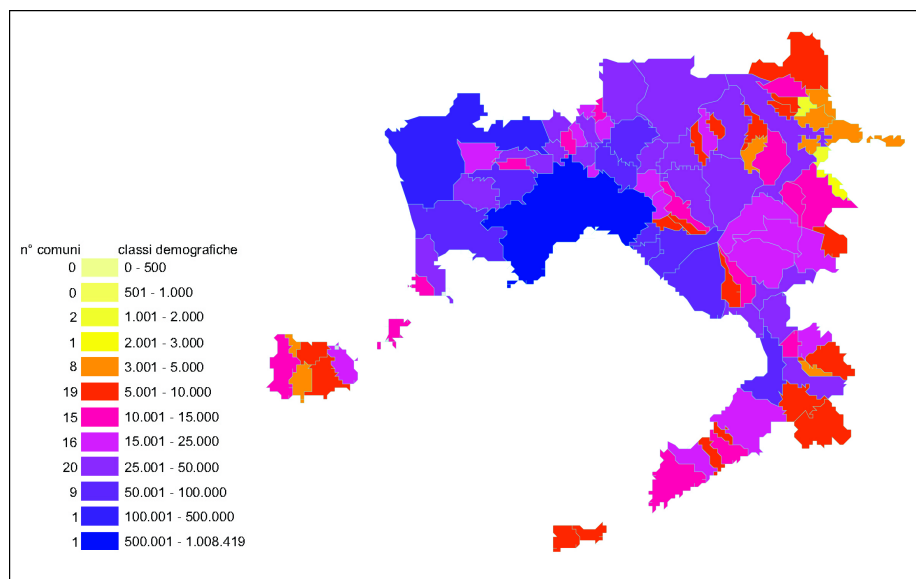 n° comuni classi demografiche
0 0 - 500
0 501 - 1.000
2 1.001 - 2.000
1 2.001 - 3.000
8 3.001 - 5.000
19 5.001 - 10.000
15 10.001 - 15.000
16 15.001 - 25.000
20 25.001 - 50.000
9 50.001 - 100.000
1 100.001 - 500.000
1 500.001 - 1.008.419